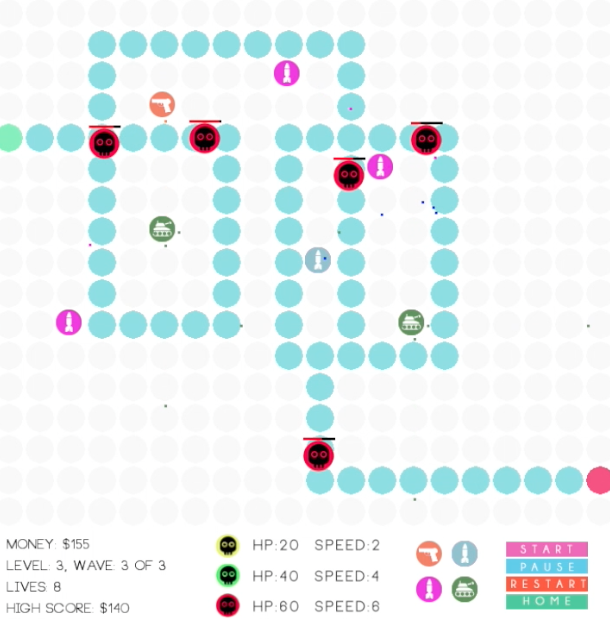 MONEY: $155
LEVEL: 3, WAVE: 3 OF 3
LIVES: 8
HIGH SCORE: $140
HP:20 SPEED:2
HP:40 SPEED:4
HP:60 SPEED:6
START
PAUSE
RESTART
HOME